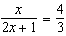 x/(2x + 1) = 4/3